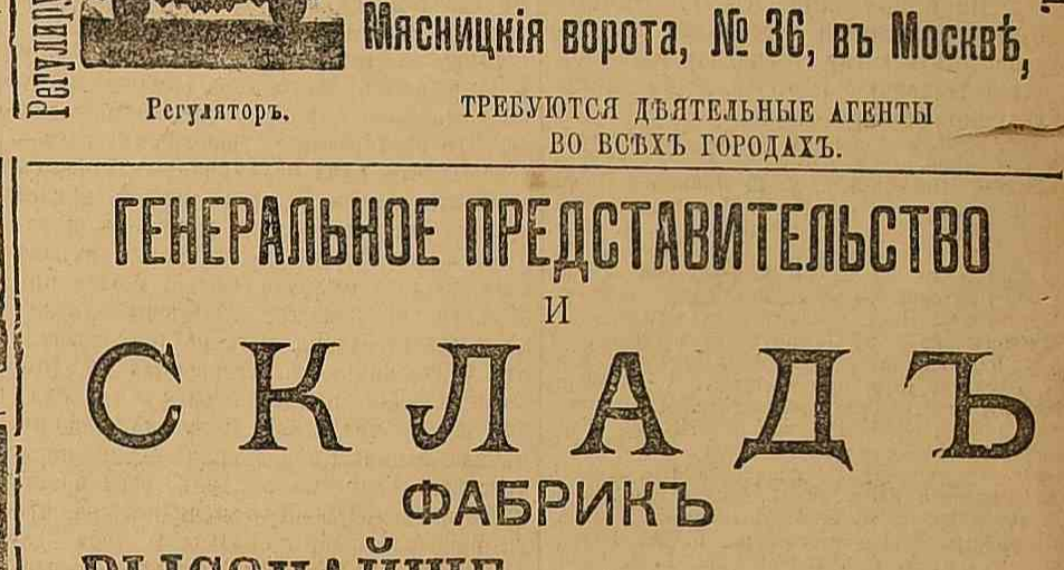 Мясницкія ворота, № 36, въ Москвѣ,
Регуляторъ.
ТРЕБУЮТСЯ ДѢЯТЕЛЬНЫЕ АГЕНТЫ
ВО ВСѢХЪ ГОРОДАХЪ.
ГЕНЕРАЛЬНОЕ ПРЕДСТАВИТЕЛЬСТВО
И
СКЛАДЪ
ФАБРИКЪ